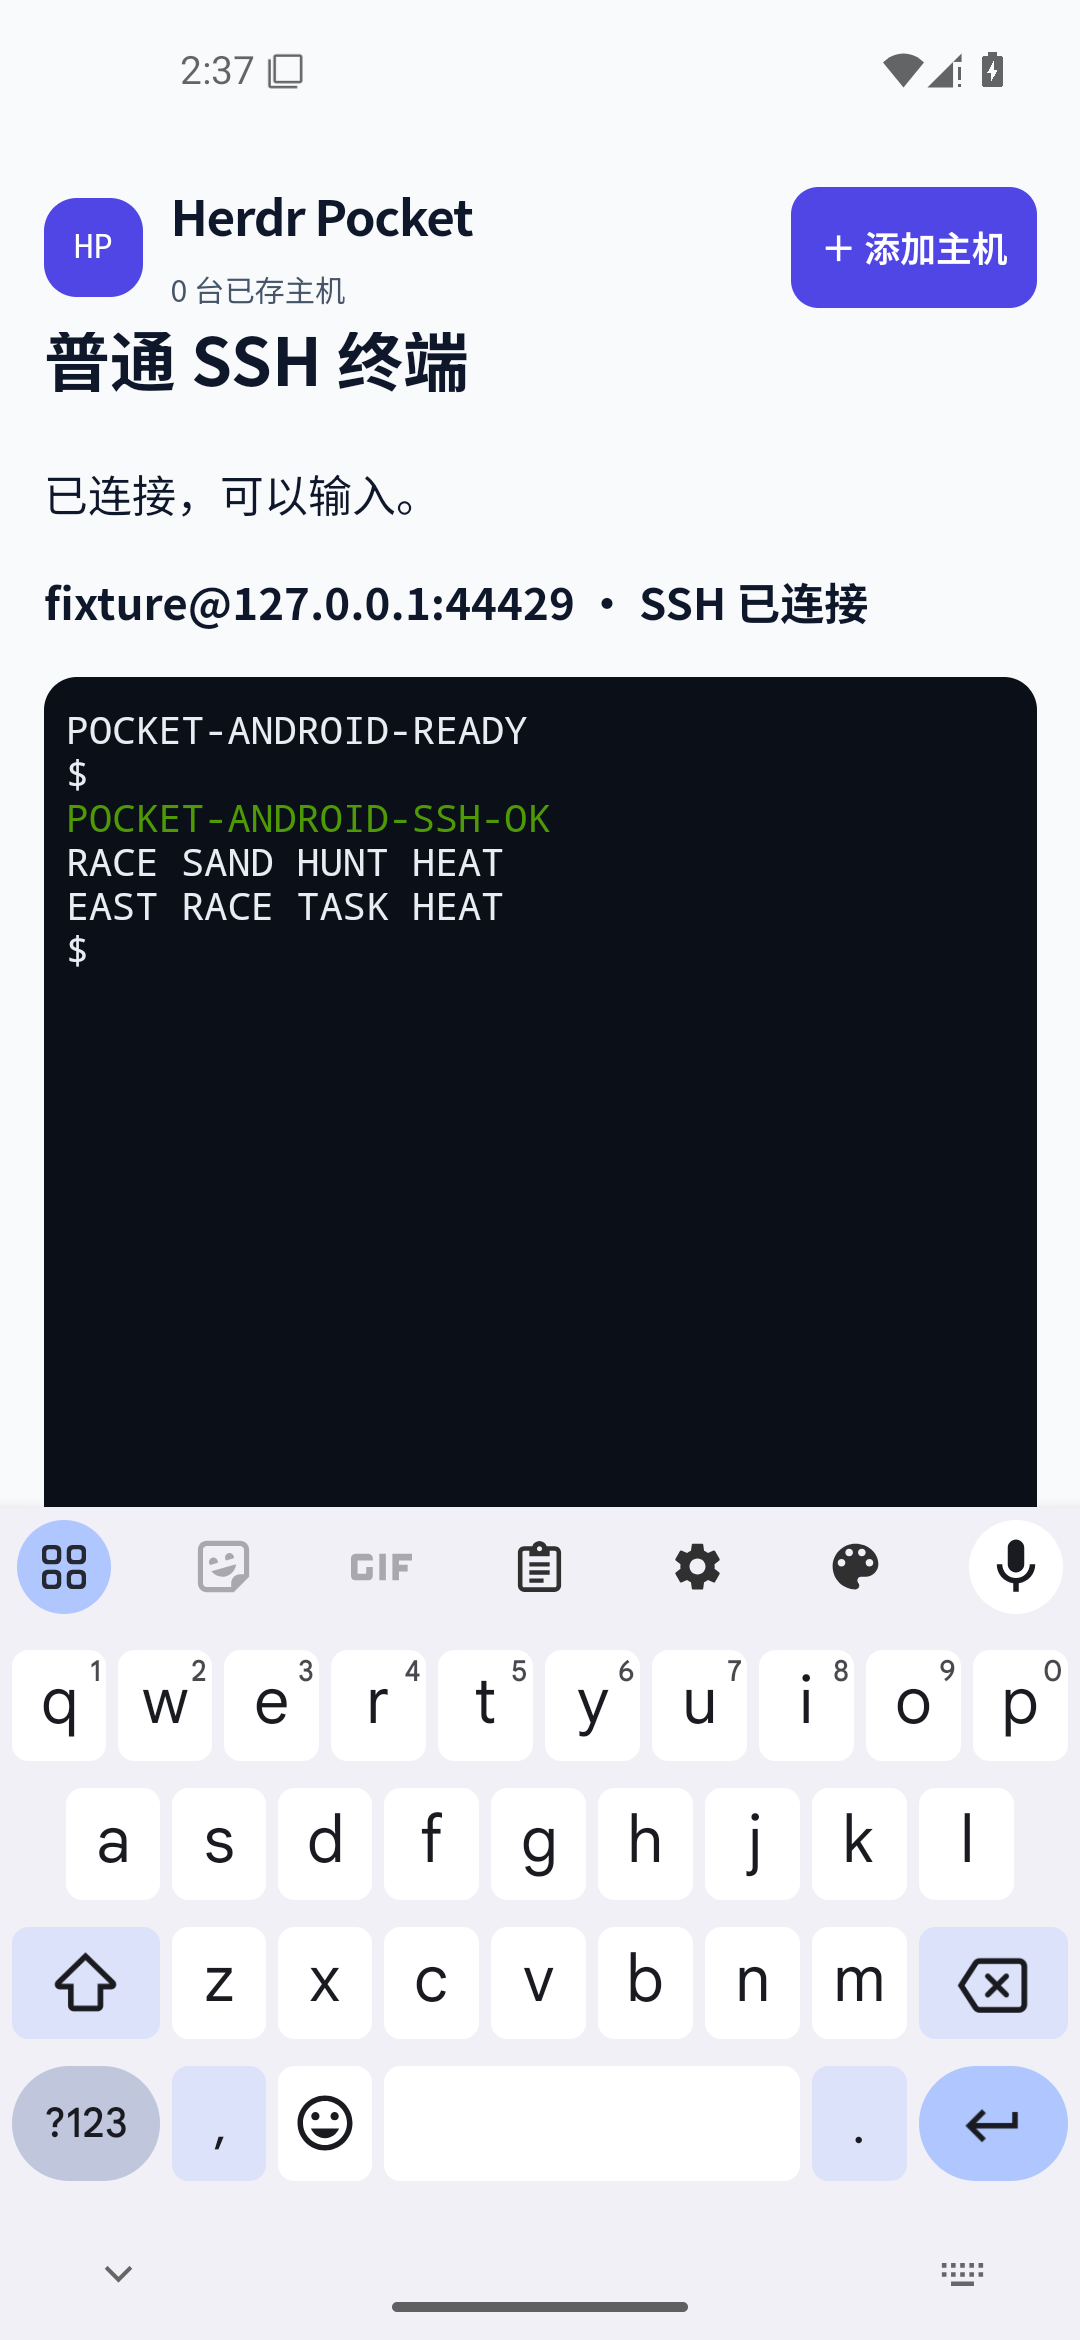 2:37
HP
Herdr Pocket
0 台已存主机
＋ 添加主机
普通 SSH 终端
已连接，可以输入。
fixture@127.0.0.1:44429 • SSH 已连接
POCKET-ANDROID-READY
$
POCKET-ANDROID-SSH-OK
RACE SAND HUNT HEAT
EAST RACE TASK HEAT
$
GIF
q 1 w 2 e 3 r 4 t 5 y 6 u 7 i 8 o 9 p 0
a s d f g h j k l
z x c v b n m
?123 , .